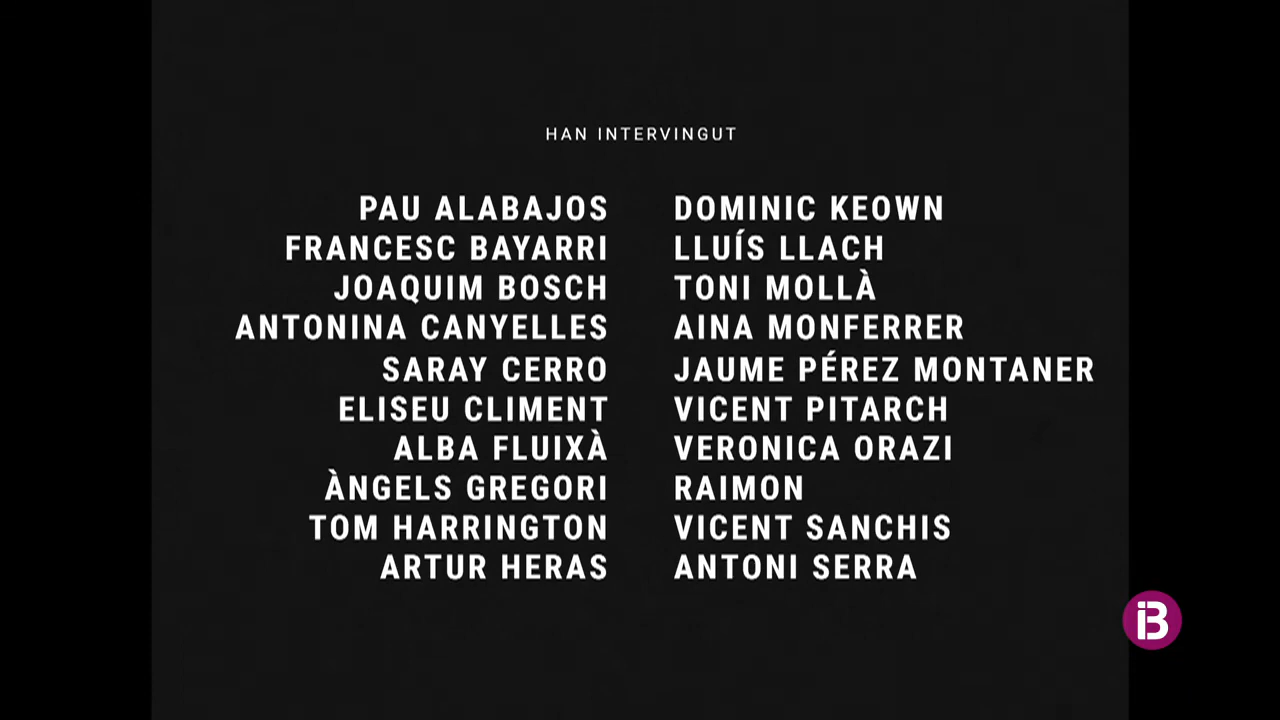 HAN INTERVINGUT
PAU ALABAJOS
FRANCESC BAYARRI
JOAQUIM BOSCH
ANTONINA CANYELLES
SARAY CERRO
ELISEU CLIMENT
ALBA FLUIXÀ
ÀNGELS GREGORI
TOM HARRINGTON
ARTUR HERAS
DOMINIC KEOWN
LLUÍS LLACH
TONI MOLLÀ
AINA MONFERRER
JAUME PÉREZ MONTANER
VICENT PITARCH
VERONICA ORAZI
RAIMON
VICENT SANCHIS
ANTONI SERRA
iB